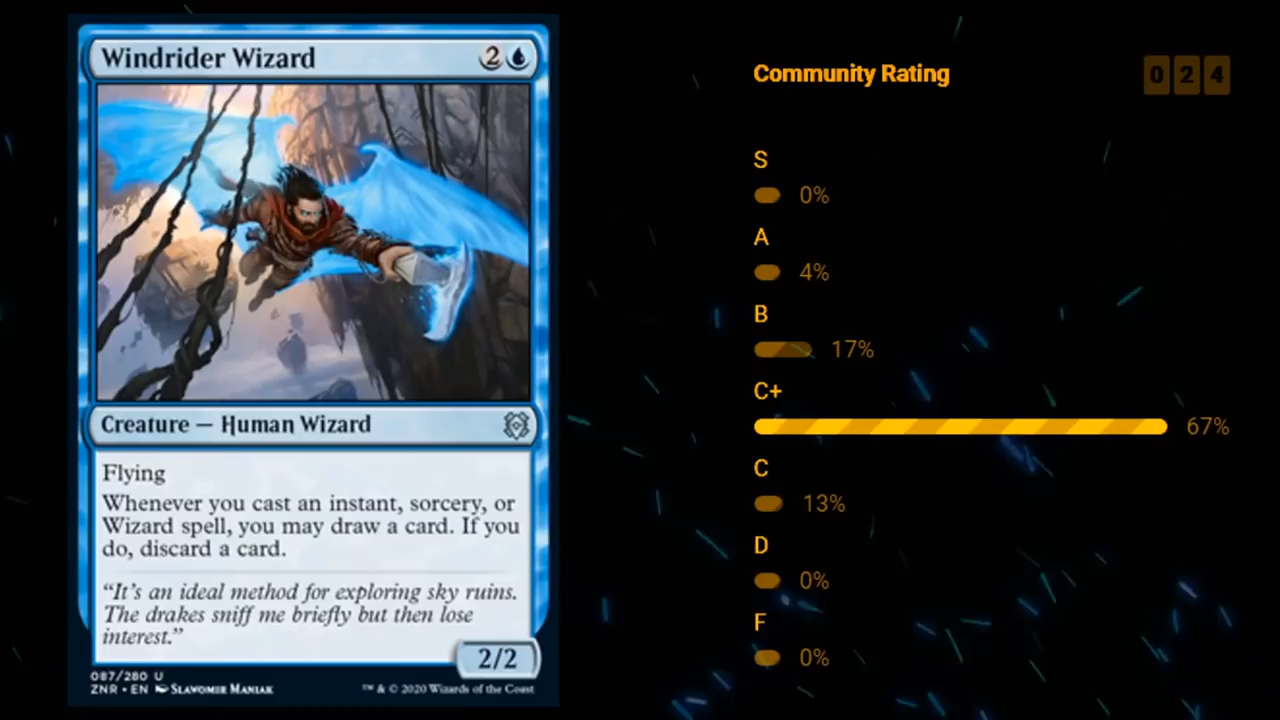 Windrider Wizard 2
Creature — Human Wizard
Flying
Whenever you cast an instant, sorcery, or
Wizard spell, you may draw a card. If you
do, discard a card.
“It’s an ideal method for exploring sky ruins.
The drakes sniff me briefly but then lose
interest.”
2/2
087/280 U
ZNR • EN Slawomir Maniak
™ & © 2020 Wizards of the Coast
Community Rating
0 2 4
S
0%
A
4%
B
17%
C+
67%
C
13%
D
0%
F
0%